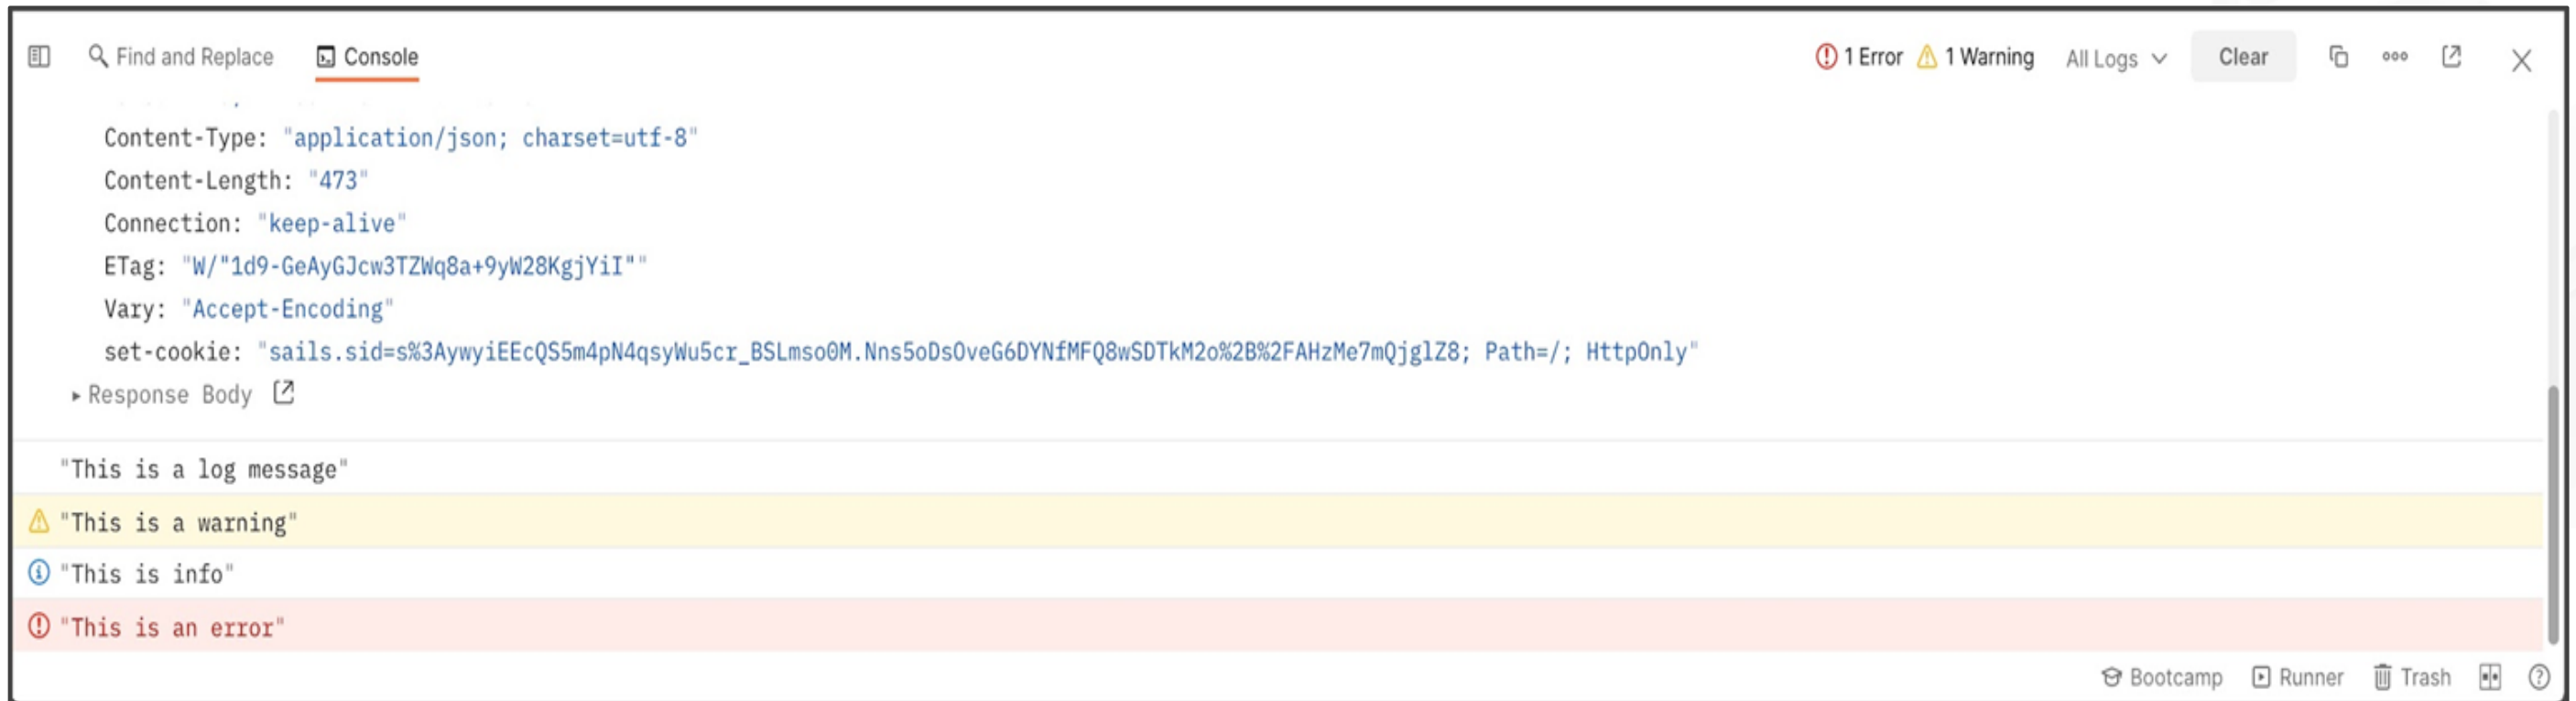 Find and Replace Console 1 Error 1 Warning All Logs Clear
Content-Type: "application/json; charset=utf-8"
Content-Length: "473"
Connection: "keep-alive"
ETag: "W/"1d9-GeAyGJcw3TZWq8a+9yW28KgjYiI""
Vary: "Accept-Encoding"
set-cookie: "sails.sid=s%3AywyiEEcQS5m4pN4qsyWu5cr_BSLmso0M.Nns5oDsOveG6DYNfMFQ8wSDTkM2o%2B%2FAHzMe7mQjglZ8; Path=/; HttpOnly"
Response Body
"This is a log message"
"This is a warning"
"This is info"
"This is an error"
Bootcamp Runner Trash